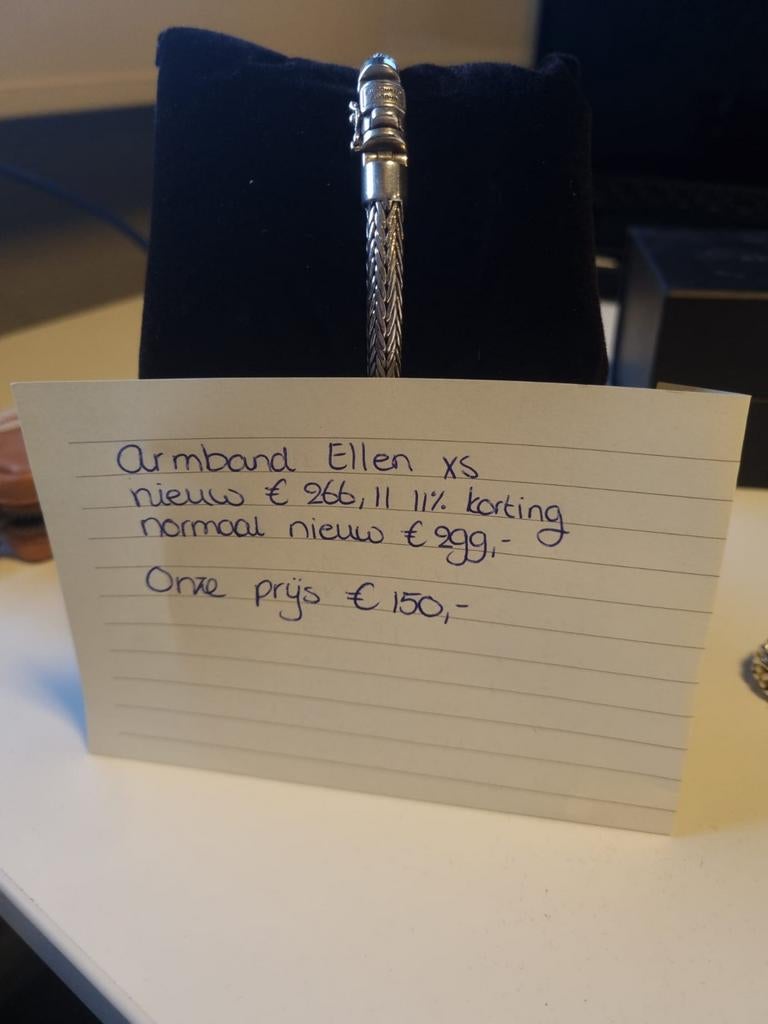 armband Ellen xs
nieuw € 266,11 11% korting
normaal nieuw € 299,-
Onze prijs € 150,-